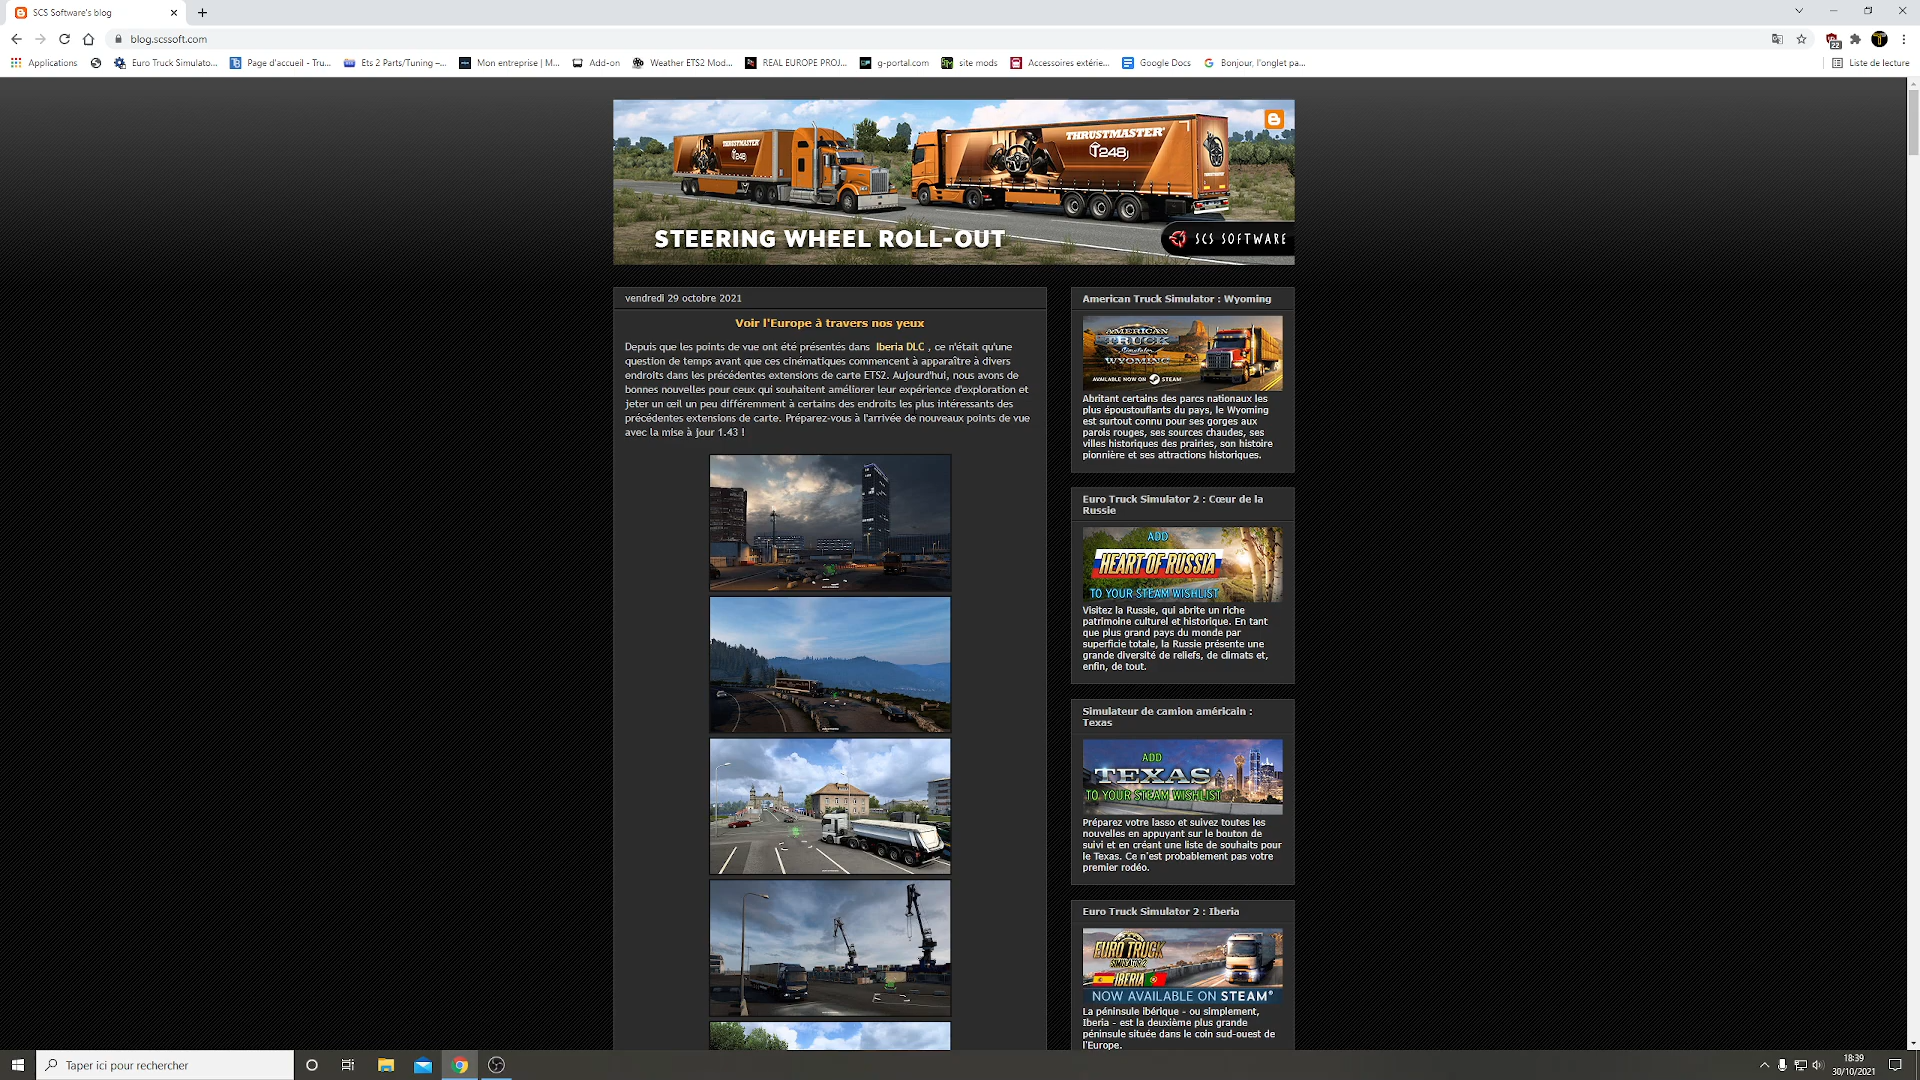 SCS Software's blog
blog.scssoft.com
22
Applications
Euro Truck Simulato...
Page d'accueil - Tru...
Ets 2 Parts/Tuning –...
Mon entreprise | M...
Add-on
Weather ETS2 Mod...
REAL EUROPE PROJ...
g-portal.com
site mods
Accessoires extérie...
Google Docs
Bonjour, l'onglet pa...
Liste de lecture
THRUSTMASTER
T248
THRUSTMASTER
T248
STEERING WHEEL ROLL-OUT
SCS SOFTWARE
vendredi 29 octobre 2021
Voir l'Europe à travers nos yeux
Depuis que les points de vue ont été présentés dans Iberia DLC , ce n'était qu'une
question de temps avant que ces cinématiques commencent à apparaître à divers
endroits dans les précédentes extensions de carte ETS2. Aujourd'hui, nous avons de
bonnes nouvelles pour ceux qui souhaitent améliorer leur expérience d'exploration et
jeter un œil un peu différemment à certains des endroits les plus intéressants des
précédentes extensions de carte. Préparez-vous à l'arrivée de nouveaux points de vue
avec la mise à jour 1.43 !
American Truck Simulator : Wyoming
AMERICAN
TRUCK
Simulator
WYOMING
AVAILABLE NOW ON STEAM
Abritant certains des parcs nationaux les
plus époustouflants du pays, le Wyoming
est surtout connu pour ses gorges aux
parois rouges, ses sources chaudes, ses
villes historiques des prairies, son histoire
pionnière et ses attractions historiques.
Euro Truck Simulator 2 : Cœur de la
Russie
ADD
HEART OF RUSSIA
TO YOUR STEAM WISHLIST
Visitez la Russie, qui abrite un riche
patrimoine culturel et historique. En tant
que plus grand pays du monde par
superficie totale, la Russie présente une
grande diversité de reliefs, de climats et,
enfin, de tout.
Simulateur de camion américain :
Texas
ADD
TEXAS
TO YOUR STEAM WISHLIST
Préparez votre lasso et suivez toutes les
nouvelles en appuyant sur le bouton de
suivi et en créant une liste de souhaits pour
le Texas. Ce n'est probablement pas votre
premier rodéo.
Euro Truck Simulator 2 : Iberia
EURO TRUCK
SIMULATOR 2
IBERIA
NOW AVAILABLE ON STEAM
La péninsule ibérique - ou simplement,
Iberia - est la deuxième plus grande
péninsule située dans le coin sud-ouest de
l'Europe.
Taper ici pour rechercher
18:39
30/10/2021